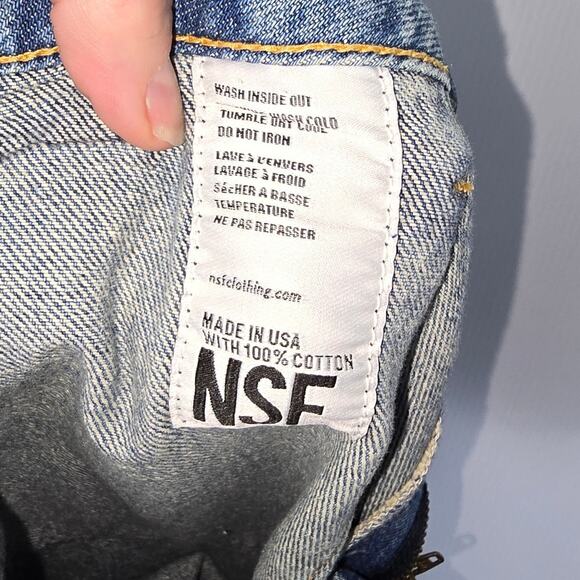 WASH INSIDE OUT
WASH COLD
TUMBLE DRY COOL
DO NOT IRON
LAVE À L'ENVERS
LAVAGE À FROID
SÉCHER A BASSE
TEMPERATURE
NE PAS REPASSER
nsfclothing.com
MADE IN USA
WITH 100% COTTON
NSF